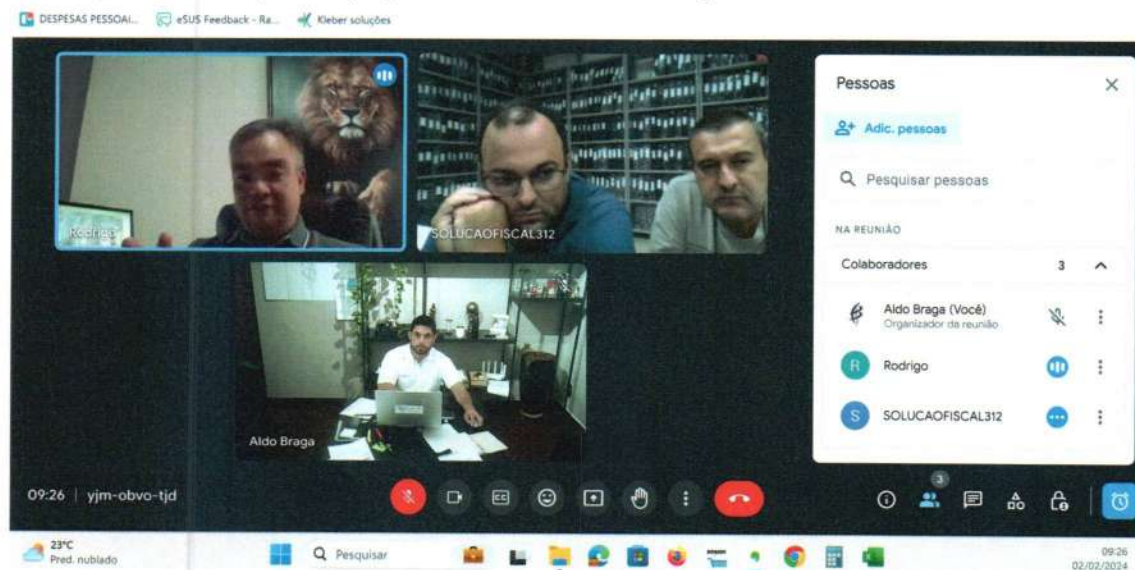 DESPESAS PESSOAI...
eSUS Feedback - Ra...
Kleber soluções
Rodrigo
SOLUCAOFISCAL312
Aldo Braga
Pessoas
Adic. pessoas
Pesquisar pessoas
NA REUNIÃO
Colaboradores 3
Aldo Braga (Você)
Organizador da reunião
R Rodrigo
S SOLUCAOFISCAL312
09:26 | yjm-obvo-tjd
CC
3
23°C
Pred. nublado
Pesquisar
09:26
02/02/2024